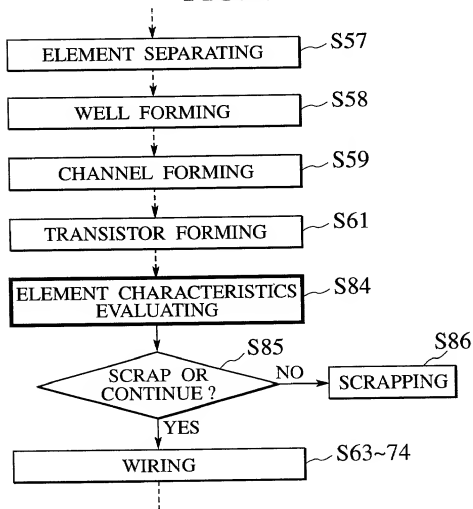 ELEMENT SEPARATING
S57
WELL FORMING
S58
CHANNEL FORMING
S59
TRANSISTOR FORMING
S61
ELEMENT CHARACTERISTICS
EVALUATING
S84
S85
SCRAP OR
CONTINUE ?
NO
S86
SCRAPPING
YES
WIRING
S63~74